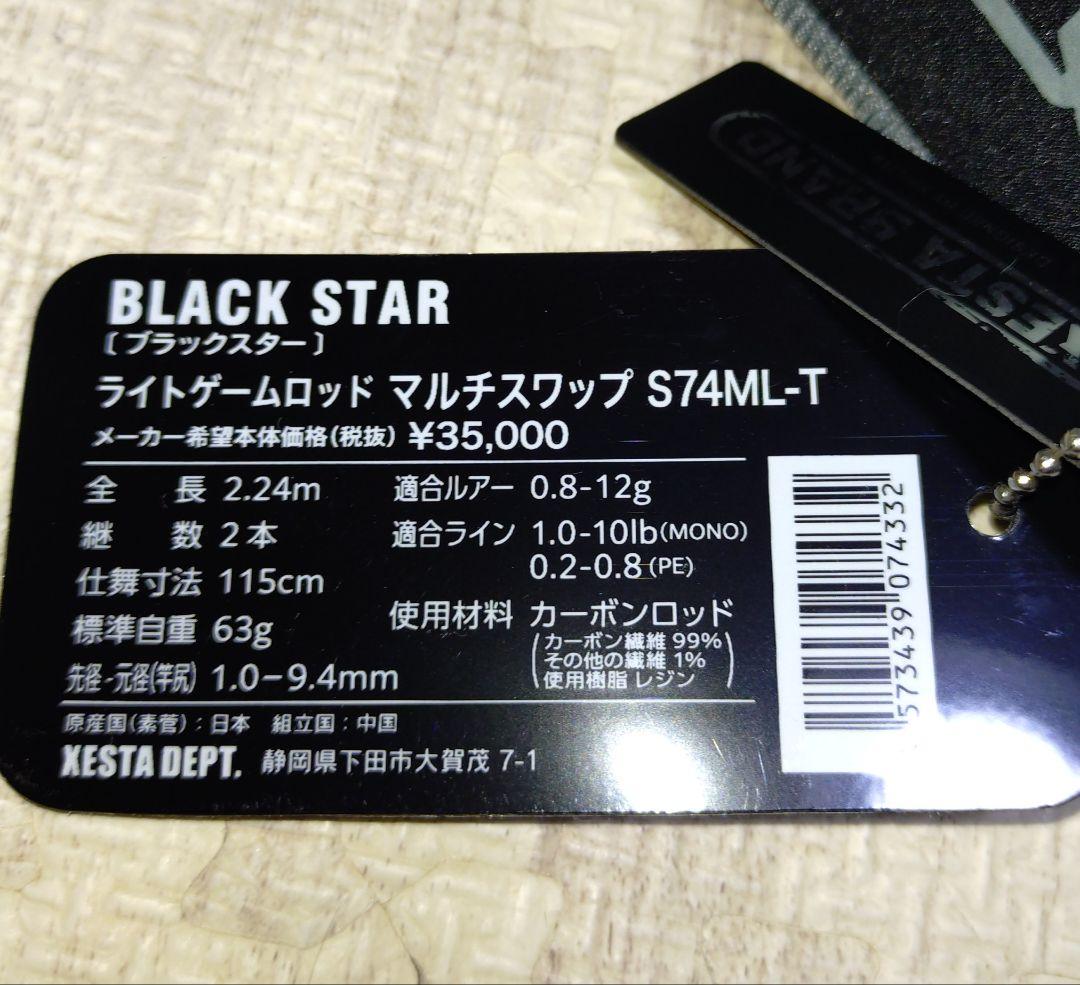 XESTA BRAND
BLACK STAR
[ブラックスター]
ライトゲームロッド マルチスワップ S74ML-T
メーカー希望本体価格(税抜) ¥35,000
全長 2.24m 適合ルアー 0.8-12g
継数 2本 適合ライン 1.0-10lb(MONO)
0.2-0.8(PE)
仕舞寸法 115cm
標準自重 63g 使用材料 カーボンロッド
(カーボン繊維 99%
その他の繊維 1%
使用樹脂 レジン)
先径-元径(竿尻) 1.0-9.4mm
原産国(素菅):日本 組立国:中国
XESTA DEPT. 静岡県下田市大賀茂 7-1
573439 074332